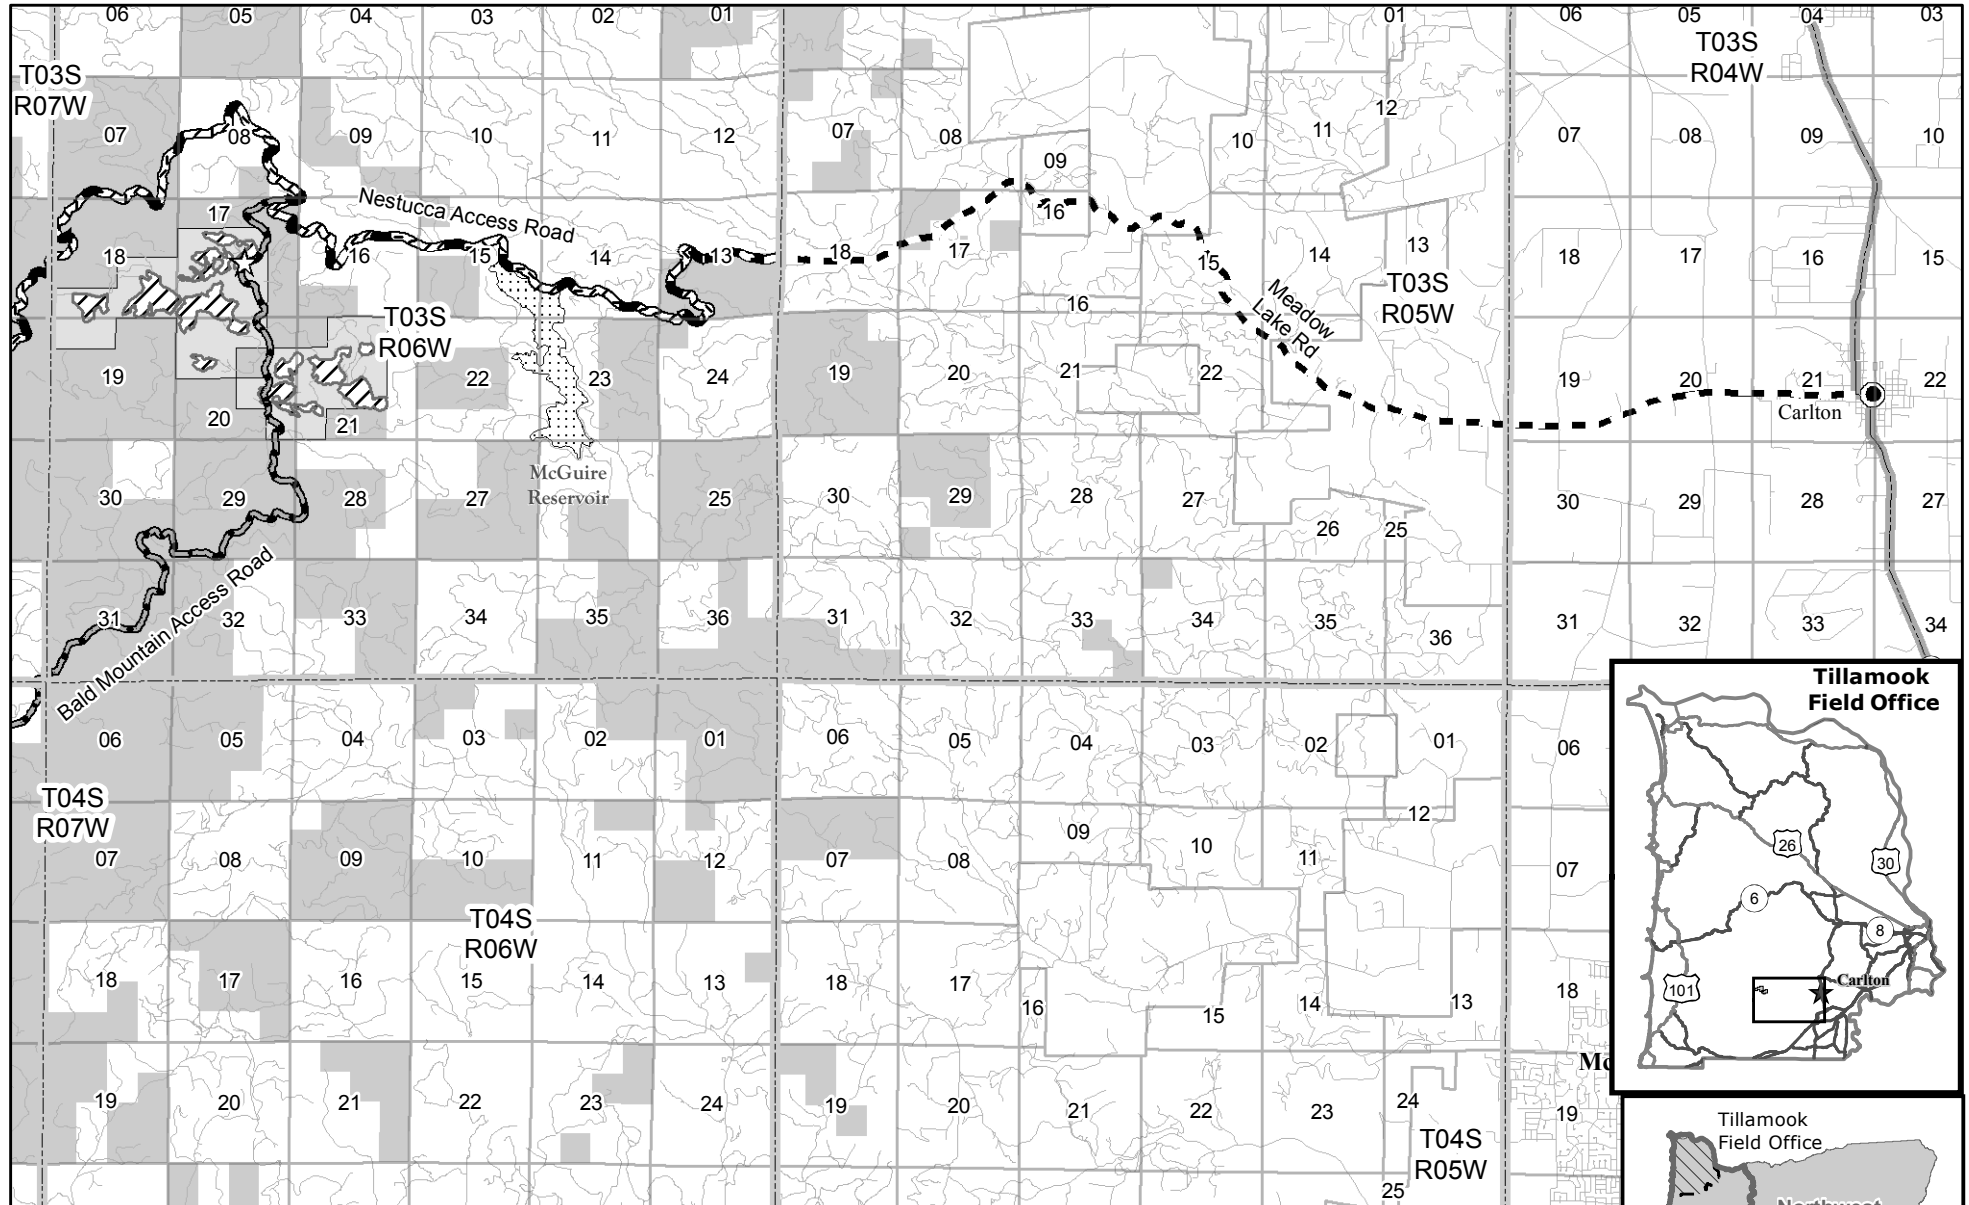 06 05 04 03 02 01 01 06 05 04 03
T03S
R07W
T03S
R04W
07 08 09 10 11 12 07 08 09 10 11 12 07 08 09 10
Nestucca Access Road
18 17 16 15 14 13 18 17 16 15 14 13 18 17 16 15
16
T03S
R06W
T03S
R05W
Meadow
Lake Rd
19 20 21 22 23 24 19 20 21 22 19 20 21 22
Carlton
McGuire
Reservoir
30 29 28 27 25 30 29 28 27 26 25 30 29 28 27
Bald Mountain Access Road
31 32 33 34 35 36 31 32 33 34 35 36 31 32 33 34
06 05 04 03 02 01 06 05 04 03 02 01 06
T04S
R07W
07 08 09 10 11 12 07 08 09 10 11 12 07
T04S
R06W
18 17 16 15 14 13 18 17 16 15 14 13 18
19 20 21 22 23 24 19 20 21 22 23 24 19
T04S
R05W
25
Tillamook
Field Office
26
30
6
8
101
Carlton
Tillamook
Field Office